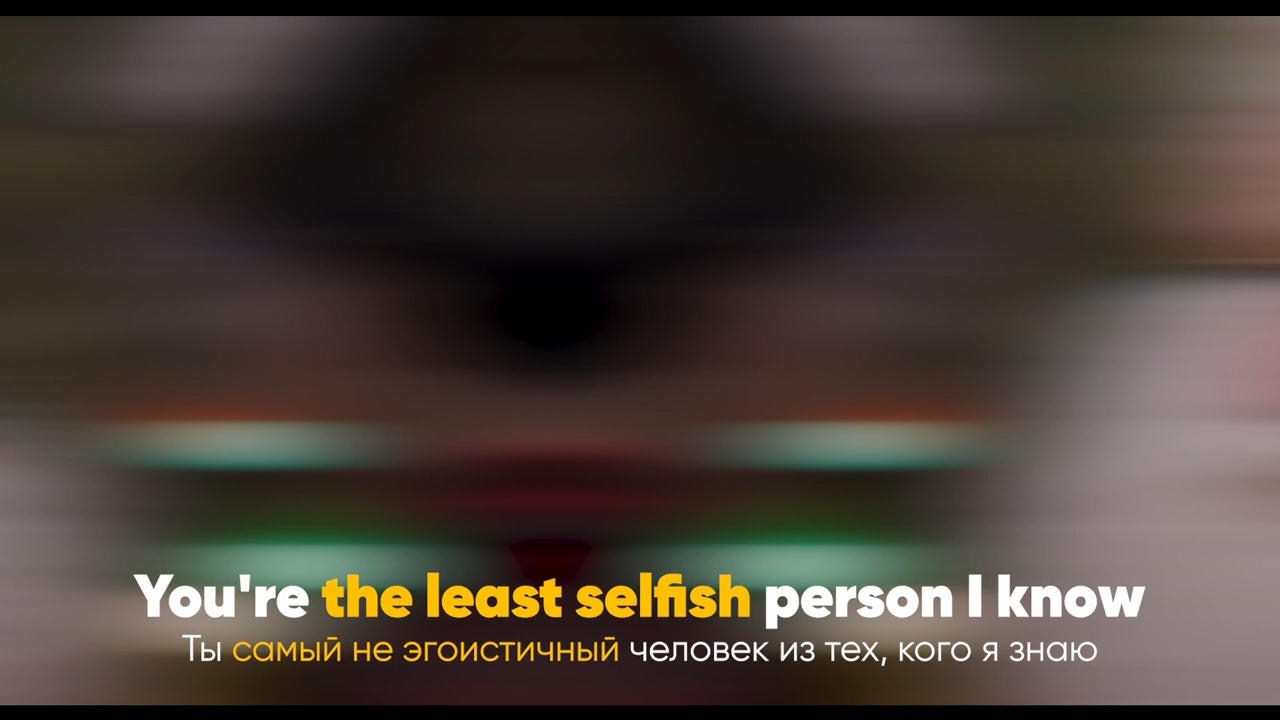 You're the least selfish person I know
Ты самый не эгоистичный человек из тех, кого я знаю